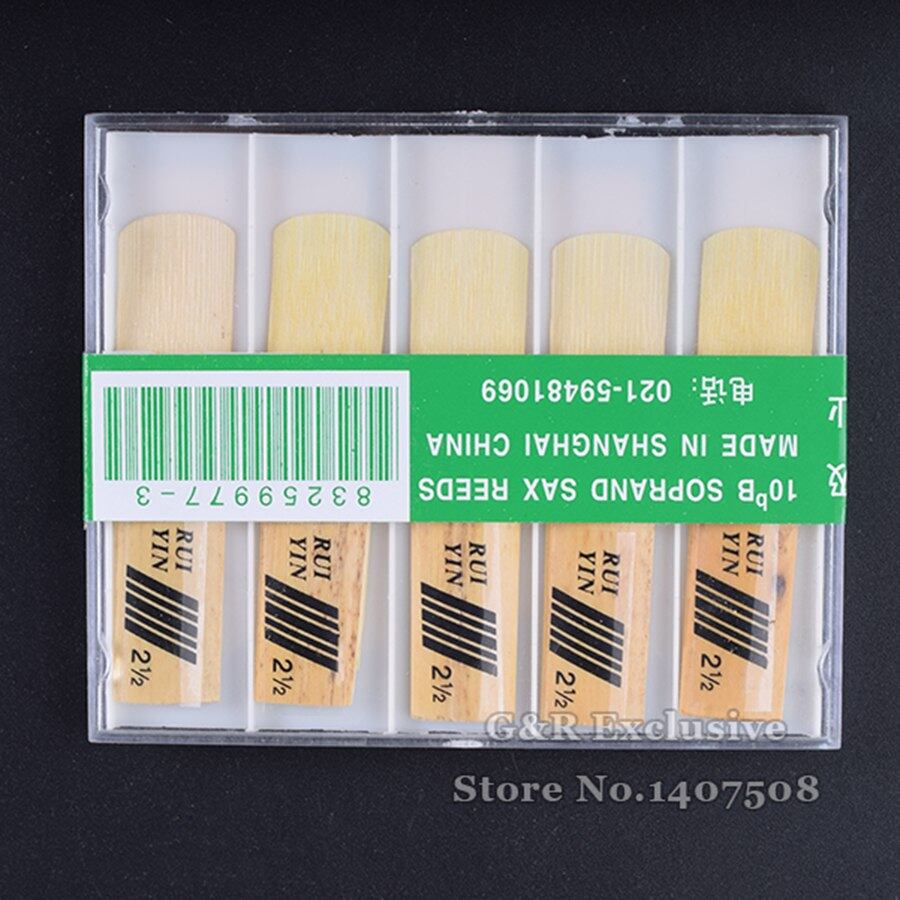 10ᵇB SOPRAND SAX REEDS
MADE IN SHANGHAI CHINA
电话: 021-59481069
83259977-3
RUI YIN
2½
RUI YIN
2½
RUI YIN
2½
RUI YIN
2½
RUI YIN
2½
G&R Exclusive
Store No.1407508